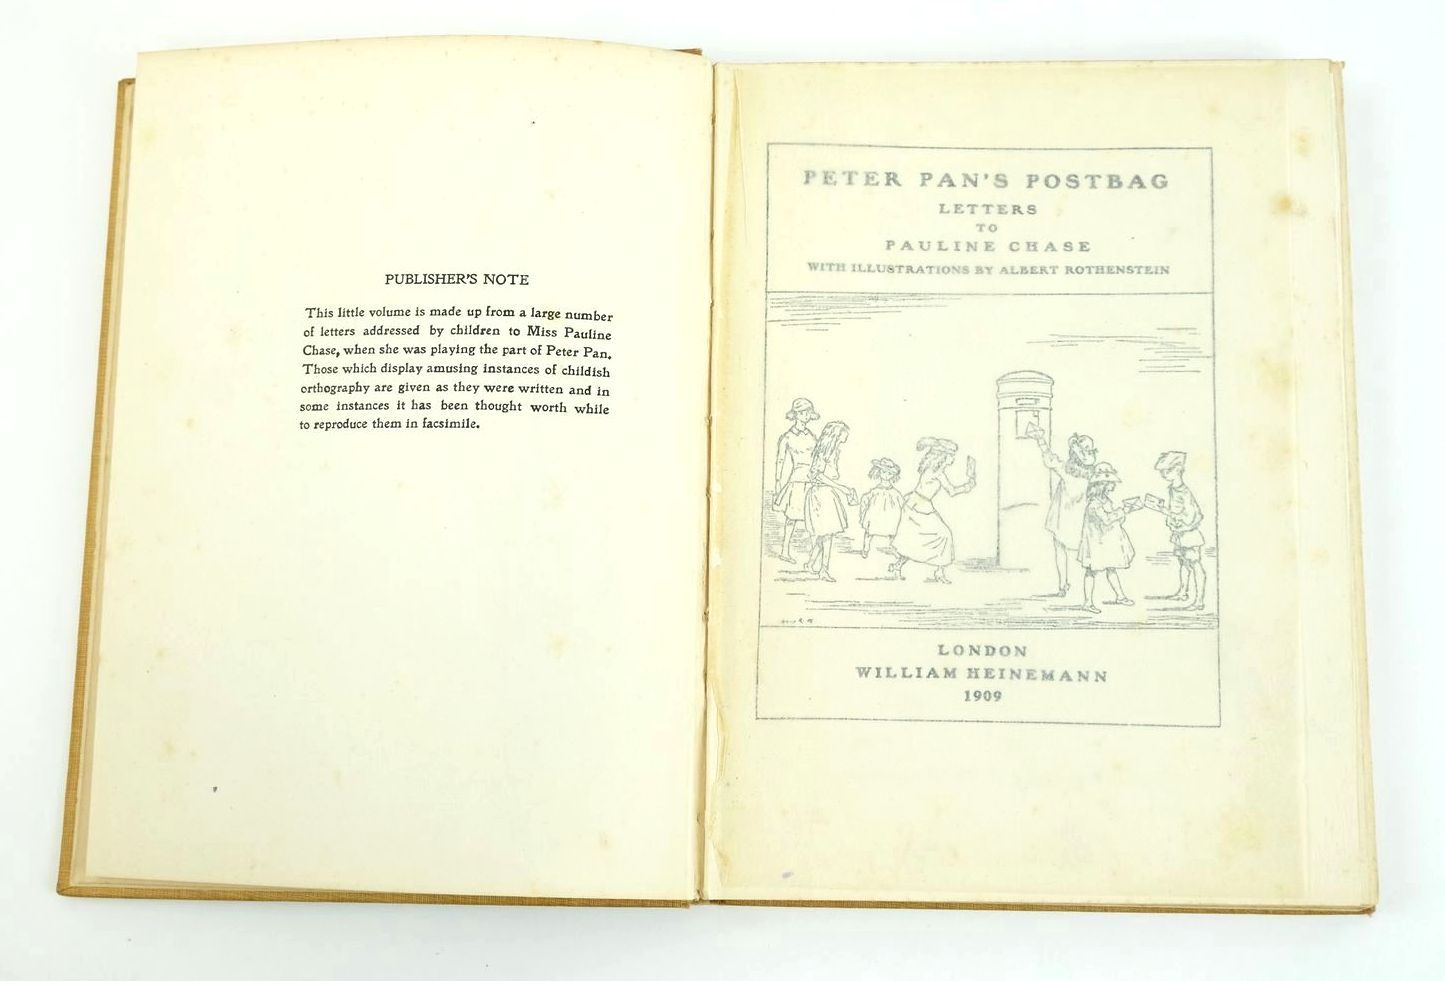 PUBLISHER'S NOTE
This little volume is made up from a large number
of letters addressed by children to Miss Pauline
Chase, when she was playing the part of Peter Pan.
Those which display amusing instances of childish
orthography are given as they were written and in
some instances it has been thought worth while
to reproduce them in facsimile.
PETER PAN'S POSTBAG
LETTERS
TO
PAULINE CHASE
WITH ILLUSTRATIONS BY ALBERT ROTHENSTEIN
LONDON
WILLIAM HEINEMANN
1909